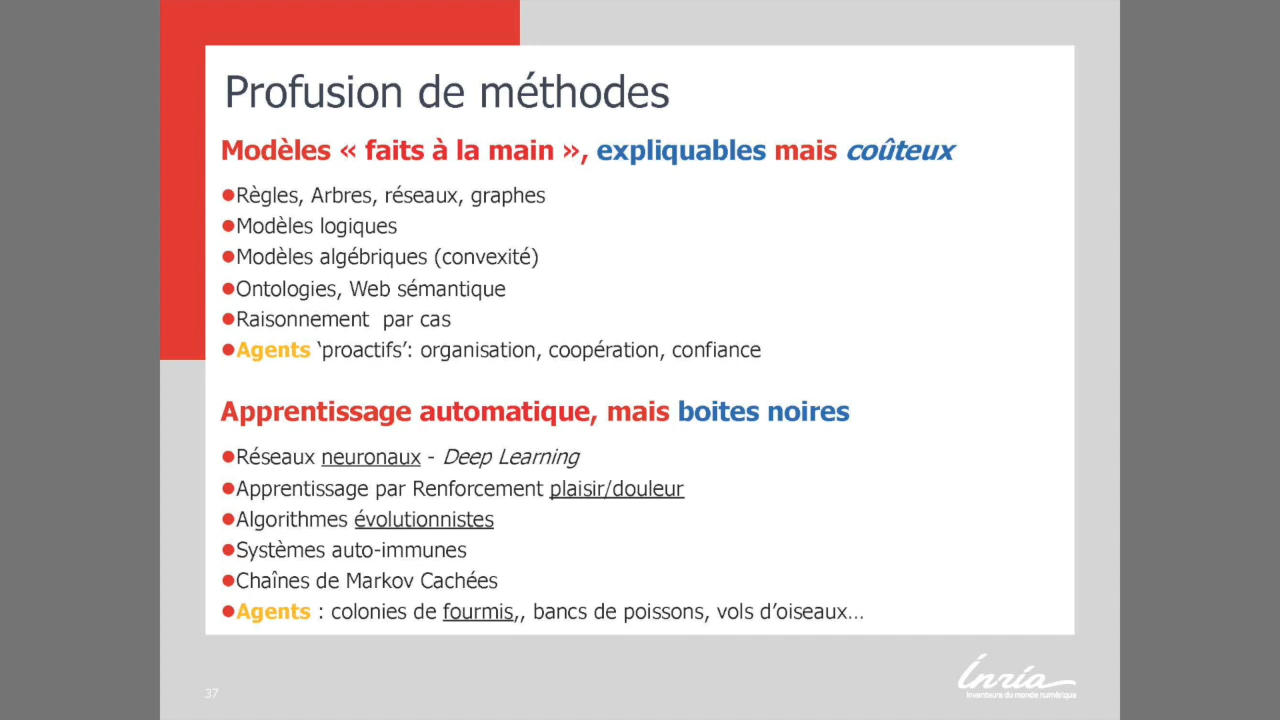 Profusion de méthodes
Modèles « faits à la main », expliquables mais coûteux
●Règles, Arbres, réseaux, graphes
●Modèles logiques
●Modèles algébriques (convexité)
●Ontologies, Web sémantique
●Raisonnement  par cas
●Agents ‘proactifs’: organisation, coopération, confiance
Apprentissage automatique, mais boites noires
●Réseaux neuronaux - Deep Learning
●Apprentissage par Renforcement plaisir/douleur
●Algorithmes évolutionnistes
●Systèmes auto-immunes
●Chaînes de Markov Cachées
●Agents : colonies de fourmis,, bancs de poissons, vols d’oiseaux…
37
Inria
Inventeurs du monde numérique